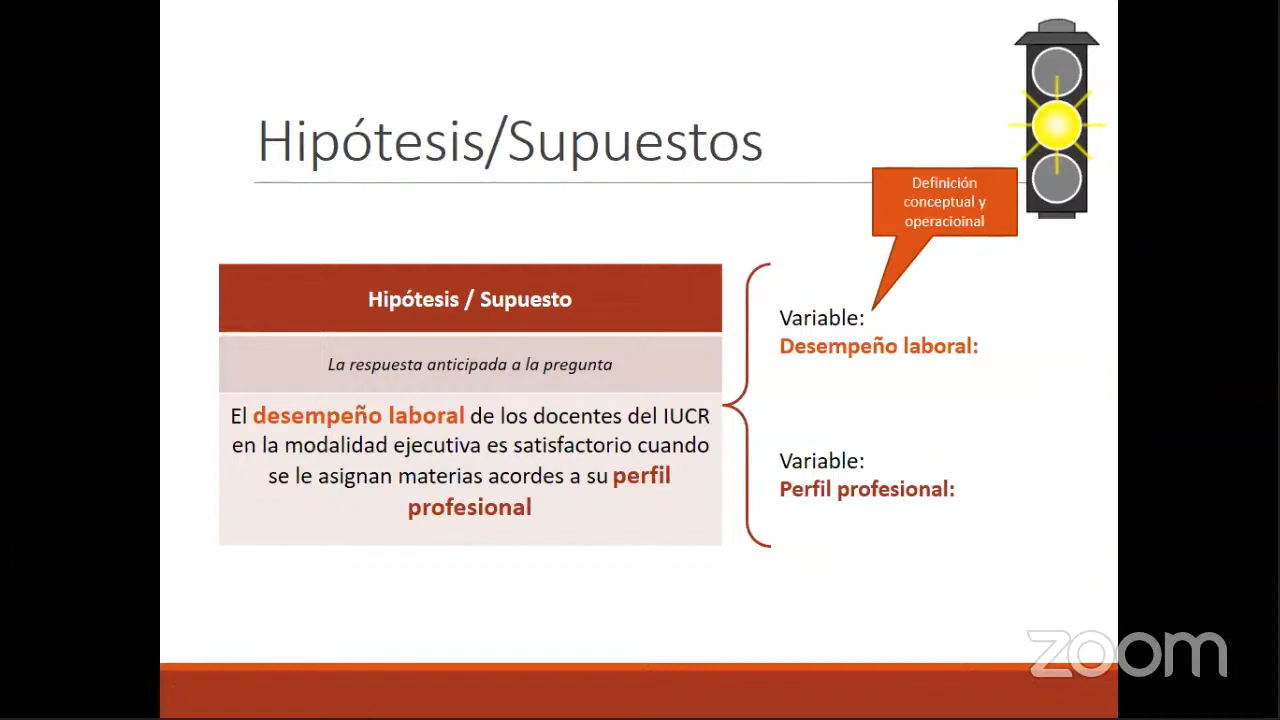 Hipótesis/Supuestos
Definición
conceptual y
operacioinal
Hipótesis / Supuesto
La respuesta anticipada a la pregunta
El desempeño laboral de los docentes del IUCR
en la modalidad ejecutiva es satisfactorio cuando
se le asignan materias acordes a su perfil
profesional
Variable:
Desempeño laboral:
Variable:
Perfil profesional:
zoom